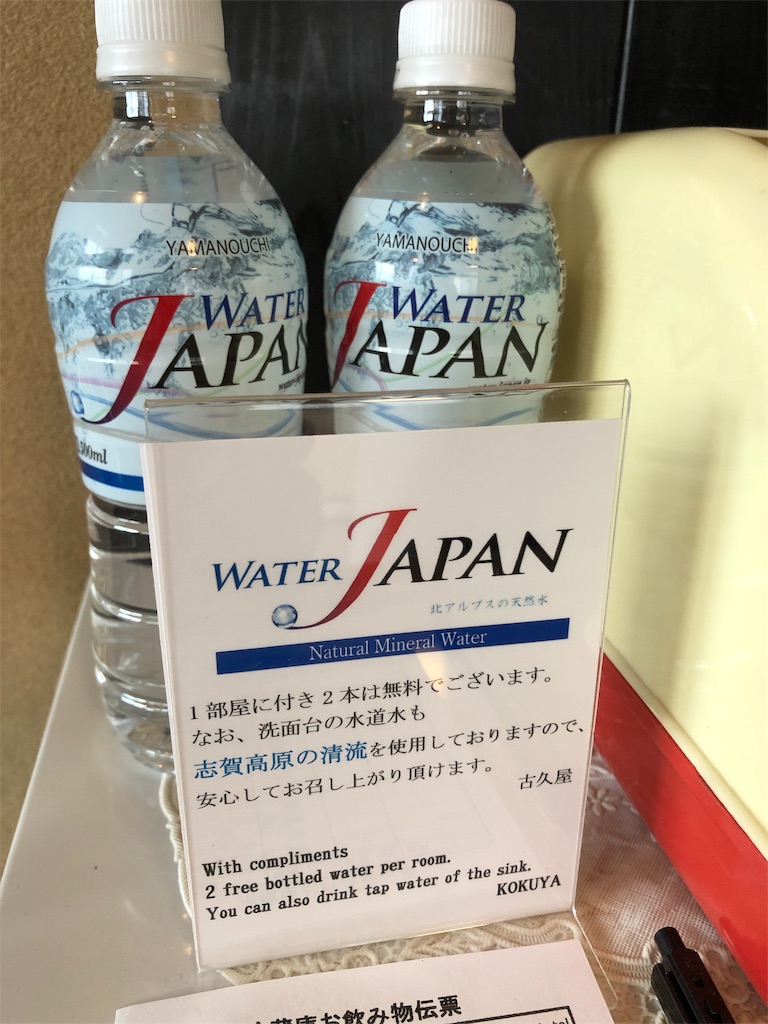 YAMANOUCHI
WATER
JAPAN
500ml
YAMANOUCHI
WATER
JAPAN
WATER JAPAN
北アルプスの天然水
Natural Mineral Water
1部屋に付き2本は無料でございます。
なお、洗面台の水道水も
志賀高原の清流を使用しておりますので、
安心してお召し上がり頂けます。
古久屋
With compliments
2 free bottled water per room.
You can also drink tap water of the sink.
KOKUYA
蔵庫お飲み物伝票